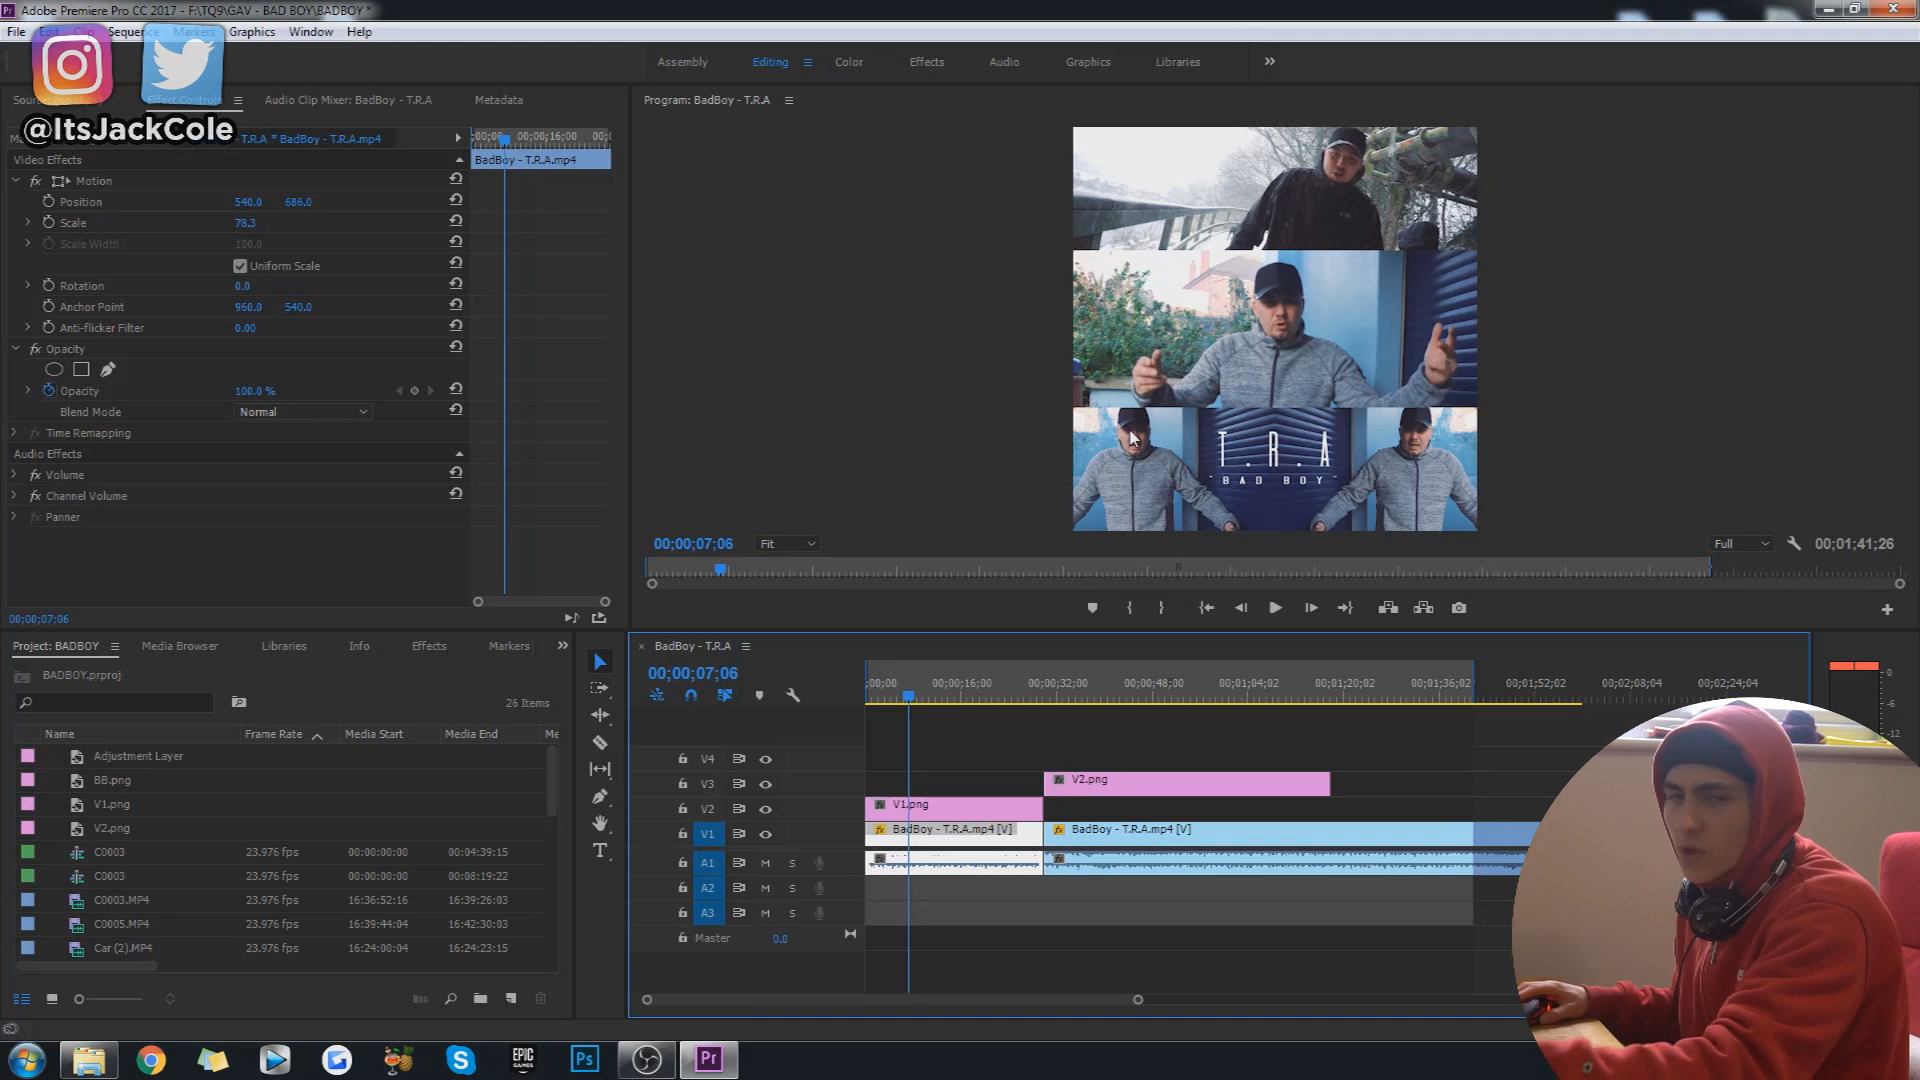 Adobe Premiere Pro CC 2017 - F:\TQ9\GAV - BAD BOY\BADBOY *
File Edit Clip Sequence Markers Graphics Window Help
@ItsJackCole
Assembly Editing Color Effects Audio Graphics Libraries
Audio Clip Mixer: BadBoy - T.R.A Metadata
Program: BadBoy - T.R.A
T.R.A * BadBoy - T.R.A.mp4
00;00;16;00
Video Effects
BadBoy - T.R.A.mp4
fx Motion
Position 540.0 686.0
Scale 78.3
Scale Width 100.0
Uniform Scale
Rotation 0.0
Anchor Point 960.0 540.0
Anti-flicker Filter 0.00
fx Opacity
Opacity 100.0 %
Blend Mode Normal
fx Time Remapping
Audio Effects
fx Volume
fx Channel Volume
fx Panner
00;00;07;06
T.R.A
BAD BOY
00;00;07;06 Fit Full 00;01;41;26
Project: BADBOY Media Browser Libraries Info Effects Markers
BADBOY.prproj
26 Items
Name Frame Rate Media Start Media End
Adjustment Layer
BB.png
V1.png
V2.png
C0003 23.976 fps 00:00:00:00 00:04:39:15
C0003 23.976 fps 00:00:00:00 00:08:19:22
C0003.MP4 23.976 fps 16:36:52:16 16:39:26:03
C0005.MP4 23.976 fps 16:39:44:04 16:42:30:03
Car (2).MP4 23.976 fps 16:24:00:04 16:24:23:15
BadBoy - T.R.A
00;00;07;06
;00;00 00;00;16;00 00;00;32;00 00;00;48;00 00;01;04;02 00;01;20;02 00;01;36;02 00;01;52;02 00;02;08;04 00;02;24;04
V4
V3 V2.png
V2 V1.png
V1 BadBoy - T.R.A.mp4 [V] BadBoy - T.R.A.mp4 [V]
A1 M S
A2 M S
A3 M S
Master 0.0
0
-6
-12
EPIC
GAMES
Ps
Pr